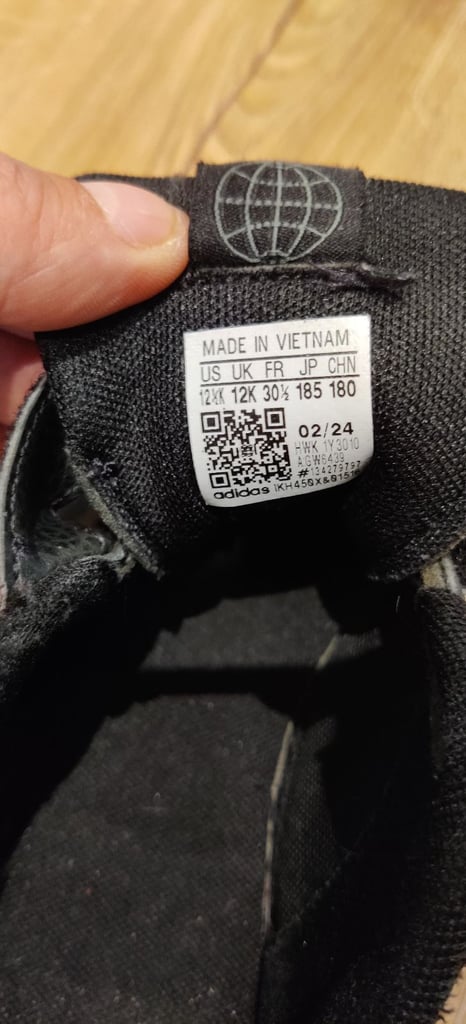 MADE IN VIETNAM
US UK FR JP CHN
12½K 12K 30½ 185 180
02/24
HWK 1Y3010
AGW6439
#134279797
adidas